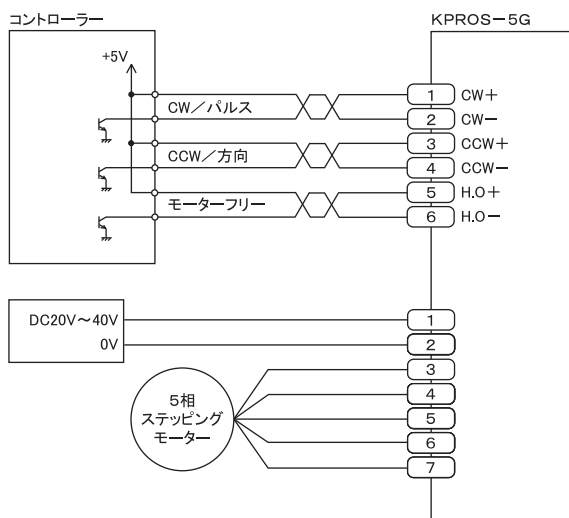 コントローラー
KPROS-5G
+5V
CW/パルス
1 CW+
2 CW-
3 CCW+
CCW/方向
4 CCW-
5 H.O+
モーターフリー
6 H.O-
DC20V~40V
1
0V
2
3
4
5
6
7
5相
ステッピング
モーター